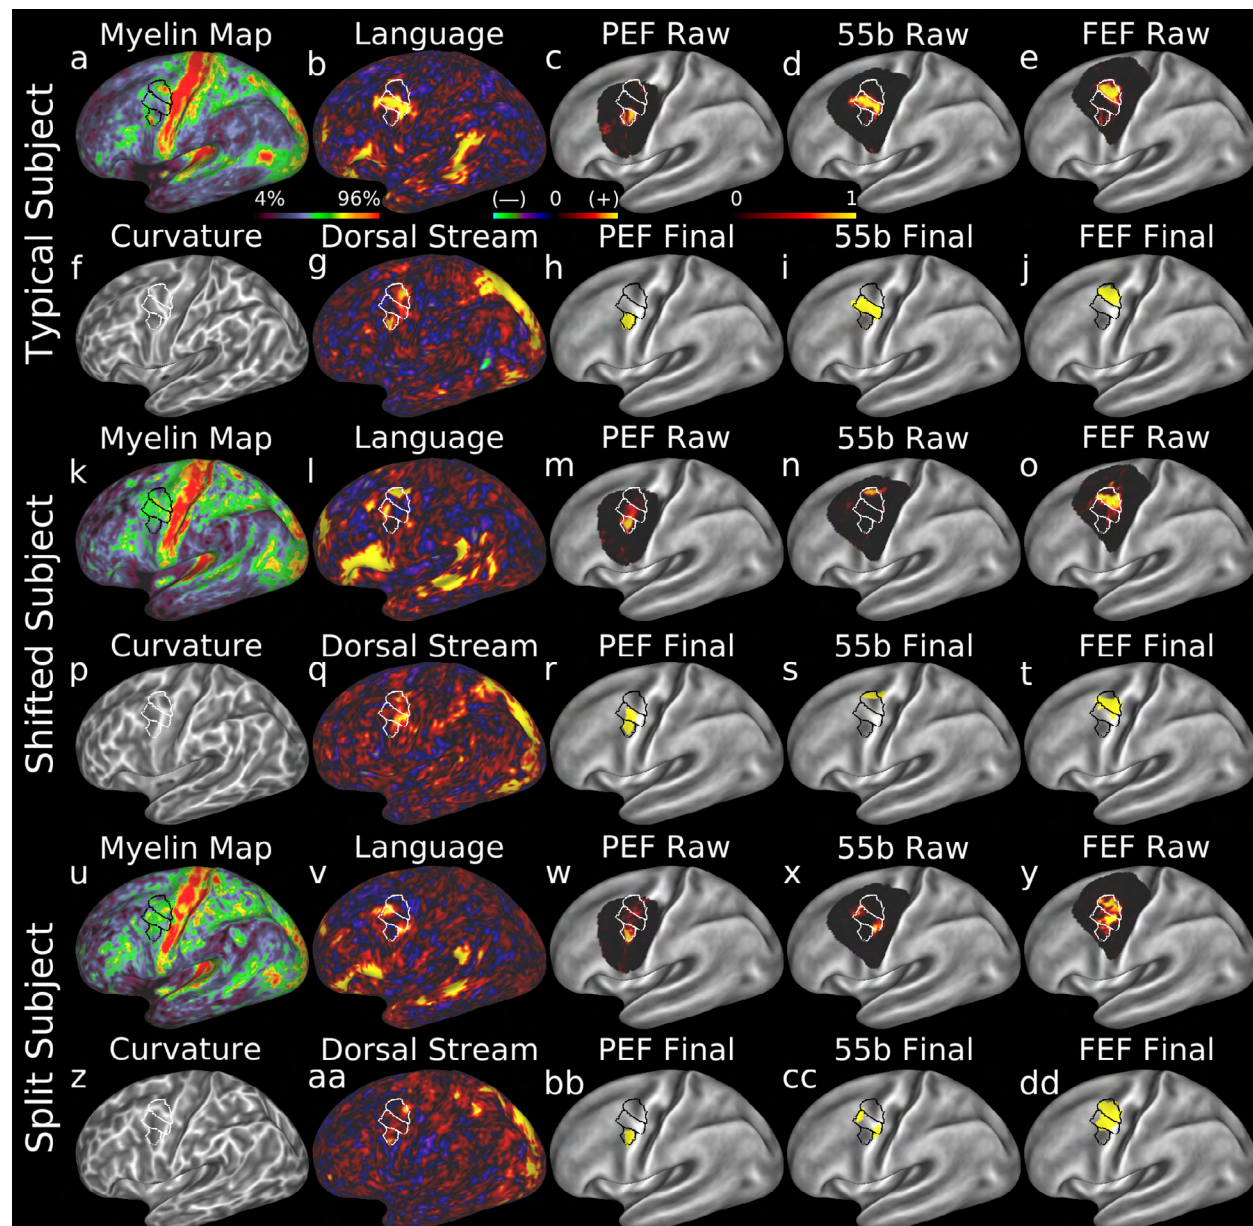 Typical Subject
Myelin Map Language PEF Raw 55b Raw FEF Raw
a b c d e
4% 96% (—) 0 (+) 0 1
Curvature Dorsal Stream PEF Final 55b Final FEF Final
f g h i j
Shifted Subject
Myelin Map Language PEF Raw 55b Raw FEF Raw
k l m n o
Curvature Dorsal Stream PEF Final 55b Final FEF Final
p q r s t
Split Subject
Myelin Map Language PEF Raw 55b Raw FEF Raw
u v w x y
Curvature Dorsal Stream PEF Final 55b Final FEF Final
z aa bb cc dd